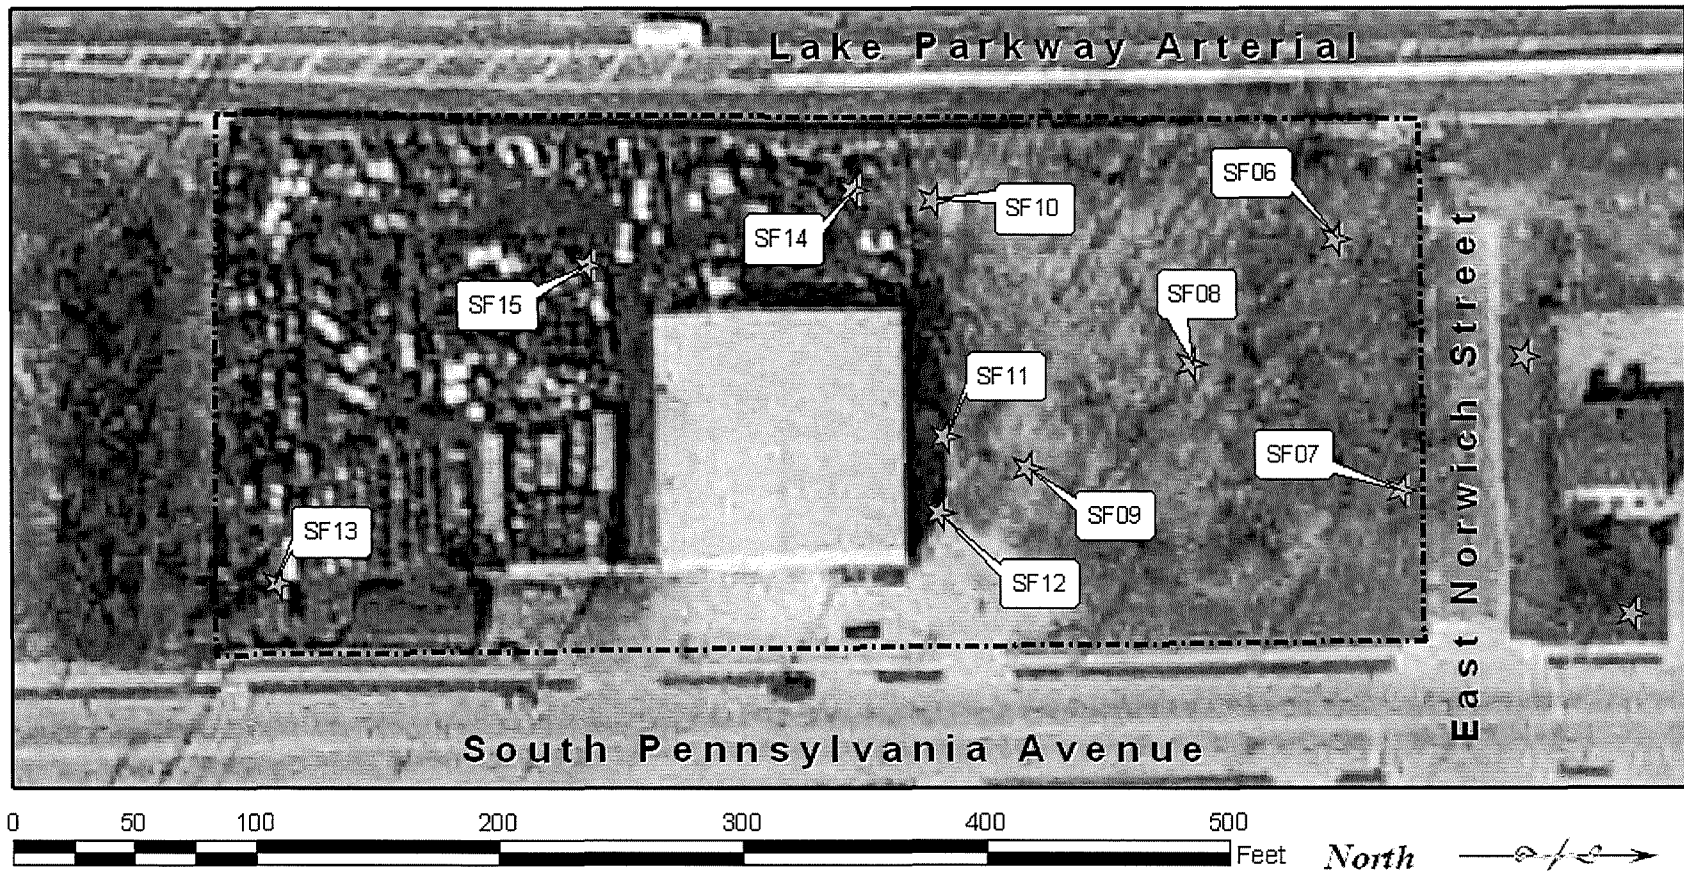 Lake Parkway Arterial
SF06
SF14
SF10
SF15
SF08
SF11
SF07
SF13
SF09
SF12
East Norwich Street
South Pennsylvania Avenue
0 50 100 200 300 400 500
Feet
North